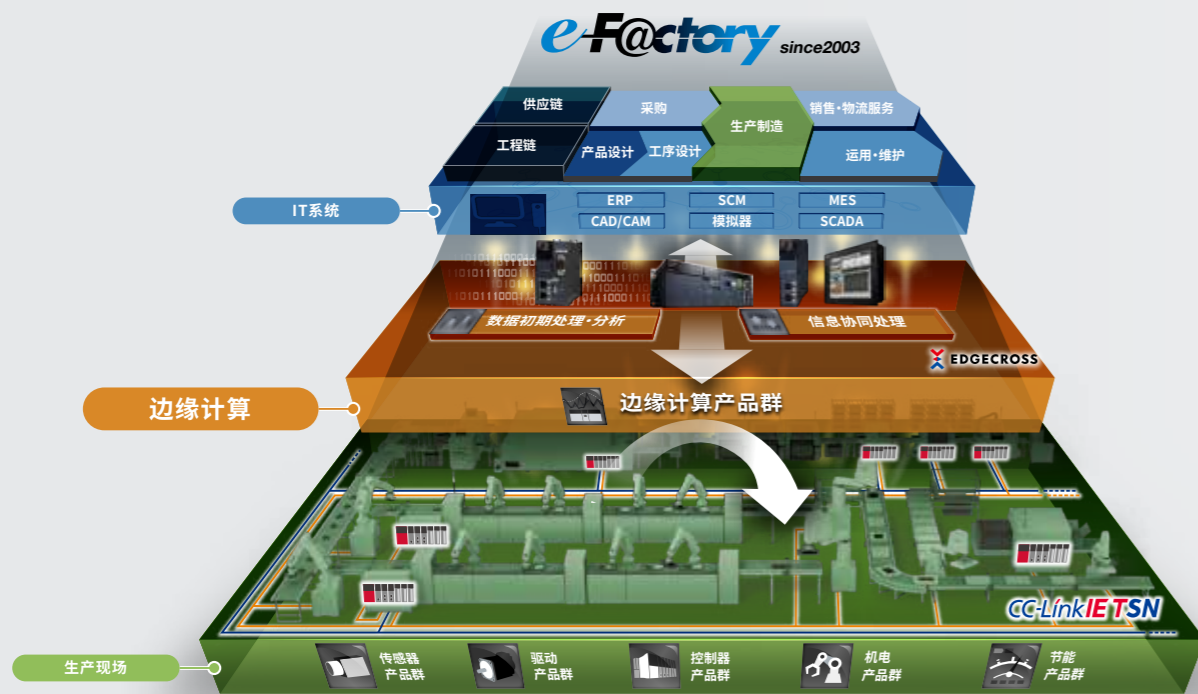 e-F@ctory since2003
供应链
采购
生产制造
销售·物流服务
工程链
产品设计
工序设计
运用·维护
IT系统
ERP
SCM
MES
CAD/CAM
模拟器
SCADA
数据初期处理·分析
信息协同处理
EDGECROSS
边缘计算
边缘计算产品群
CC-Link IE TSN
生产现场
传感器
产品群
驱动
产品群
控制器
产品群
机电
产品群
节能
产品群